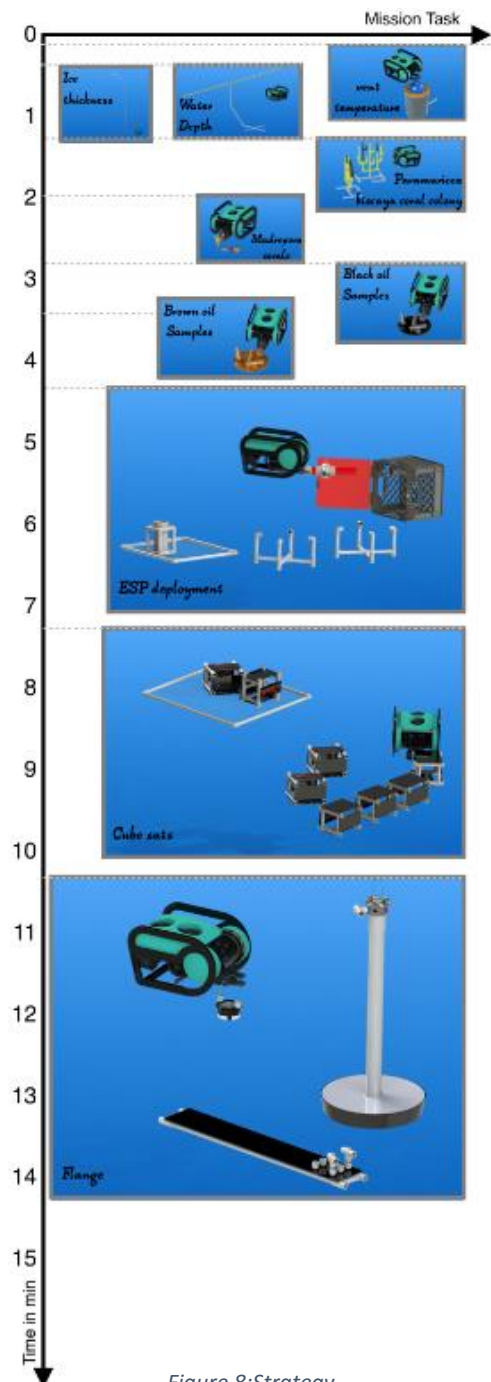 Mission Task
0
Ice
thickness
Water
Depth
vent
temperature
1
Paramuricea
biscaya coral colony
2
Madrepora
corals
3
Black oil
Samples
Brown oil
Samples
4
5
6
ESP deployment
7
8
9
Cube sats
10
11
12
13
Flange
14
15
Time in min
Figure 8:Strategy